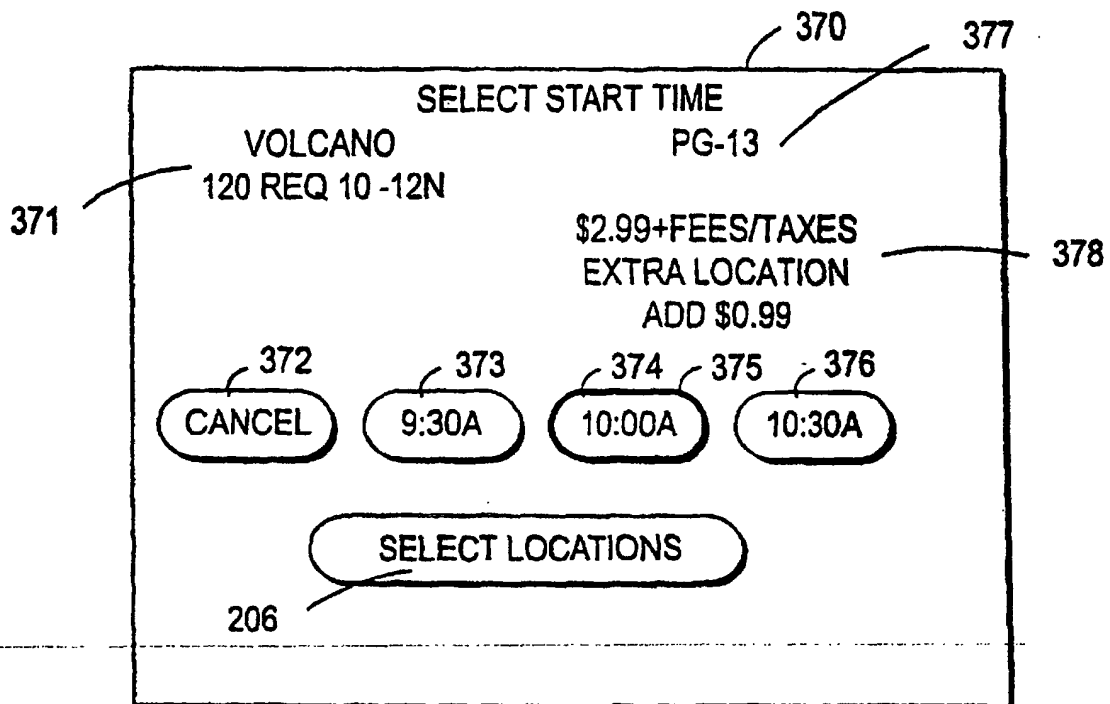 370
377
SELECT START TIME
VOLCANO
PG-13
120 REQ 10 -12N
371
$2.99+FEES/TAXES
378
EXTRA LOCATION
ADD $0.99
372
373
374
375
376
CANCEL
9:30A
10:00A
10:30A
SELECT LOCATIONS
206